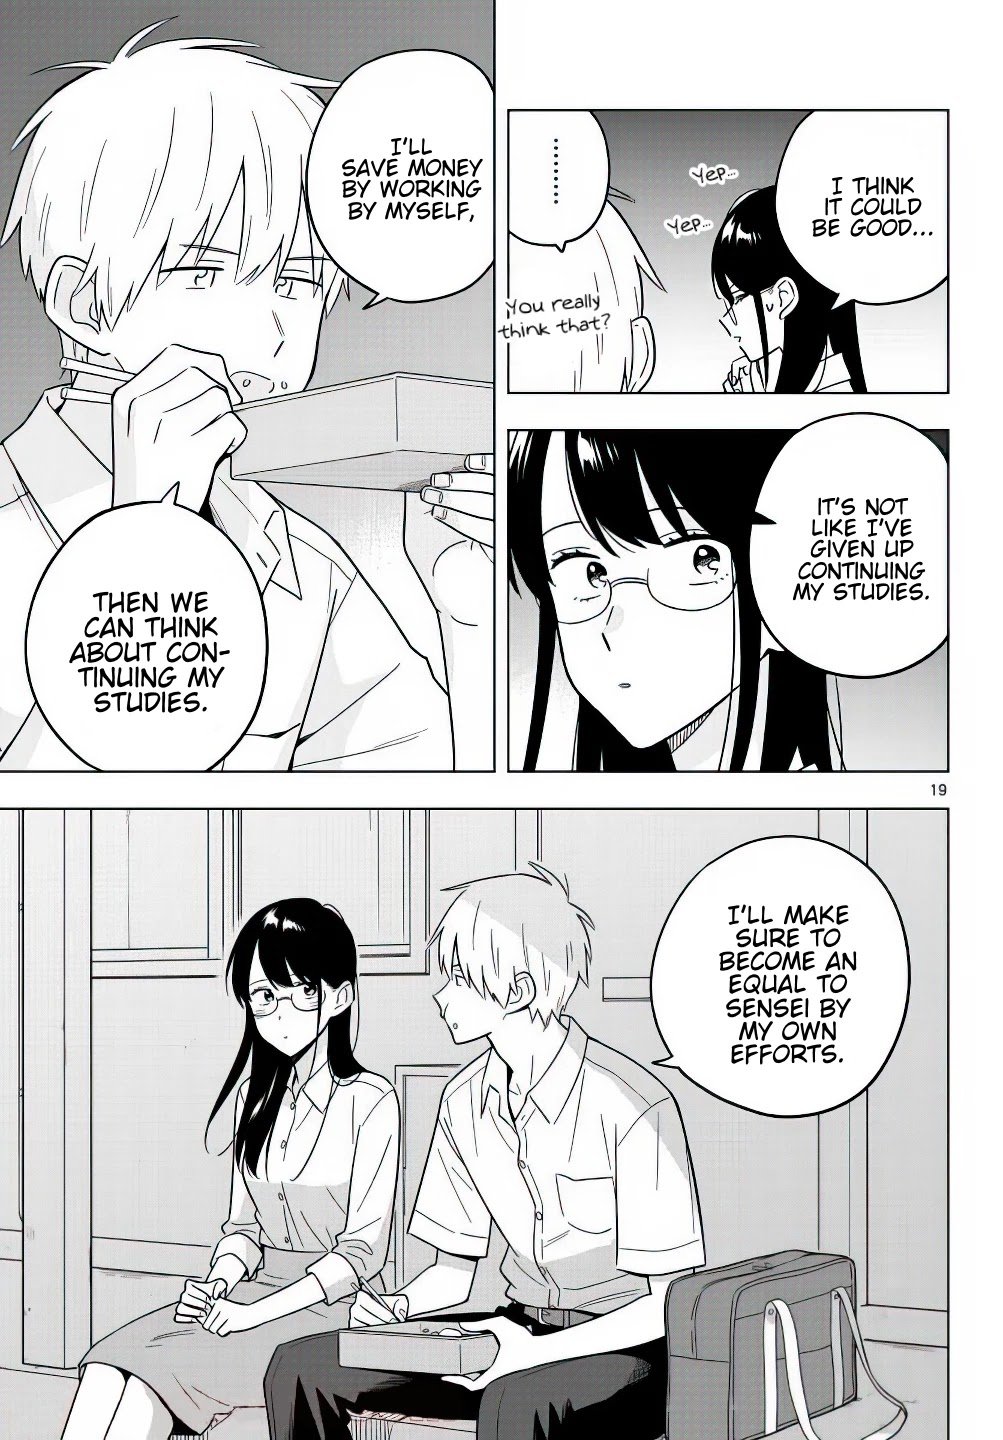 I THINK
IT COULD
BE GOOD...
Yep...
Yep...
..........
You really
think that?
IT'S NOT
LIKE I'VE
GIVEN UP
CONTINUING
MY STUDIES.
I'LL
SAVE MONEY
BY WORKING
BY MYSELF,
THEN WE
CAN THINK
ABOUT CON-
TINUING MY
STUDIES.
19
I'LL MAKE
SURE TO
BECOME AN
EQUAL TO
SENSEI BY
MY OWN
EFFORTS.